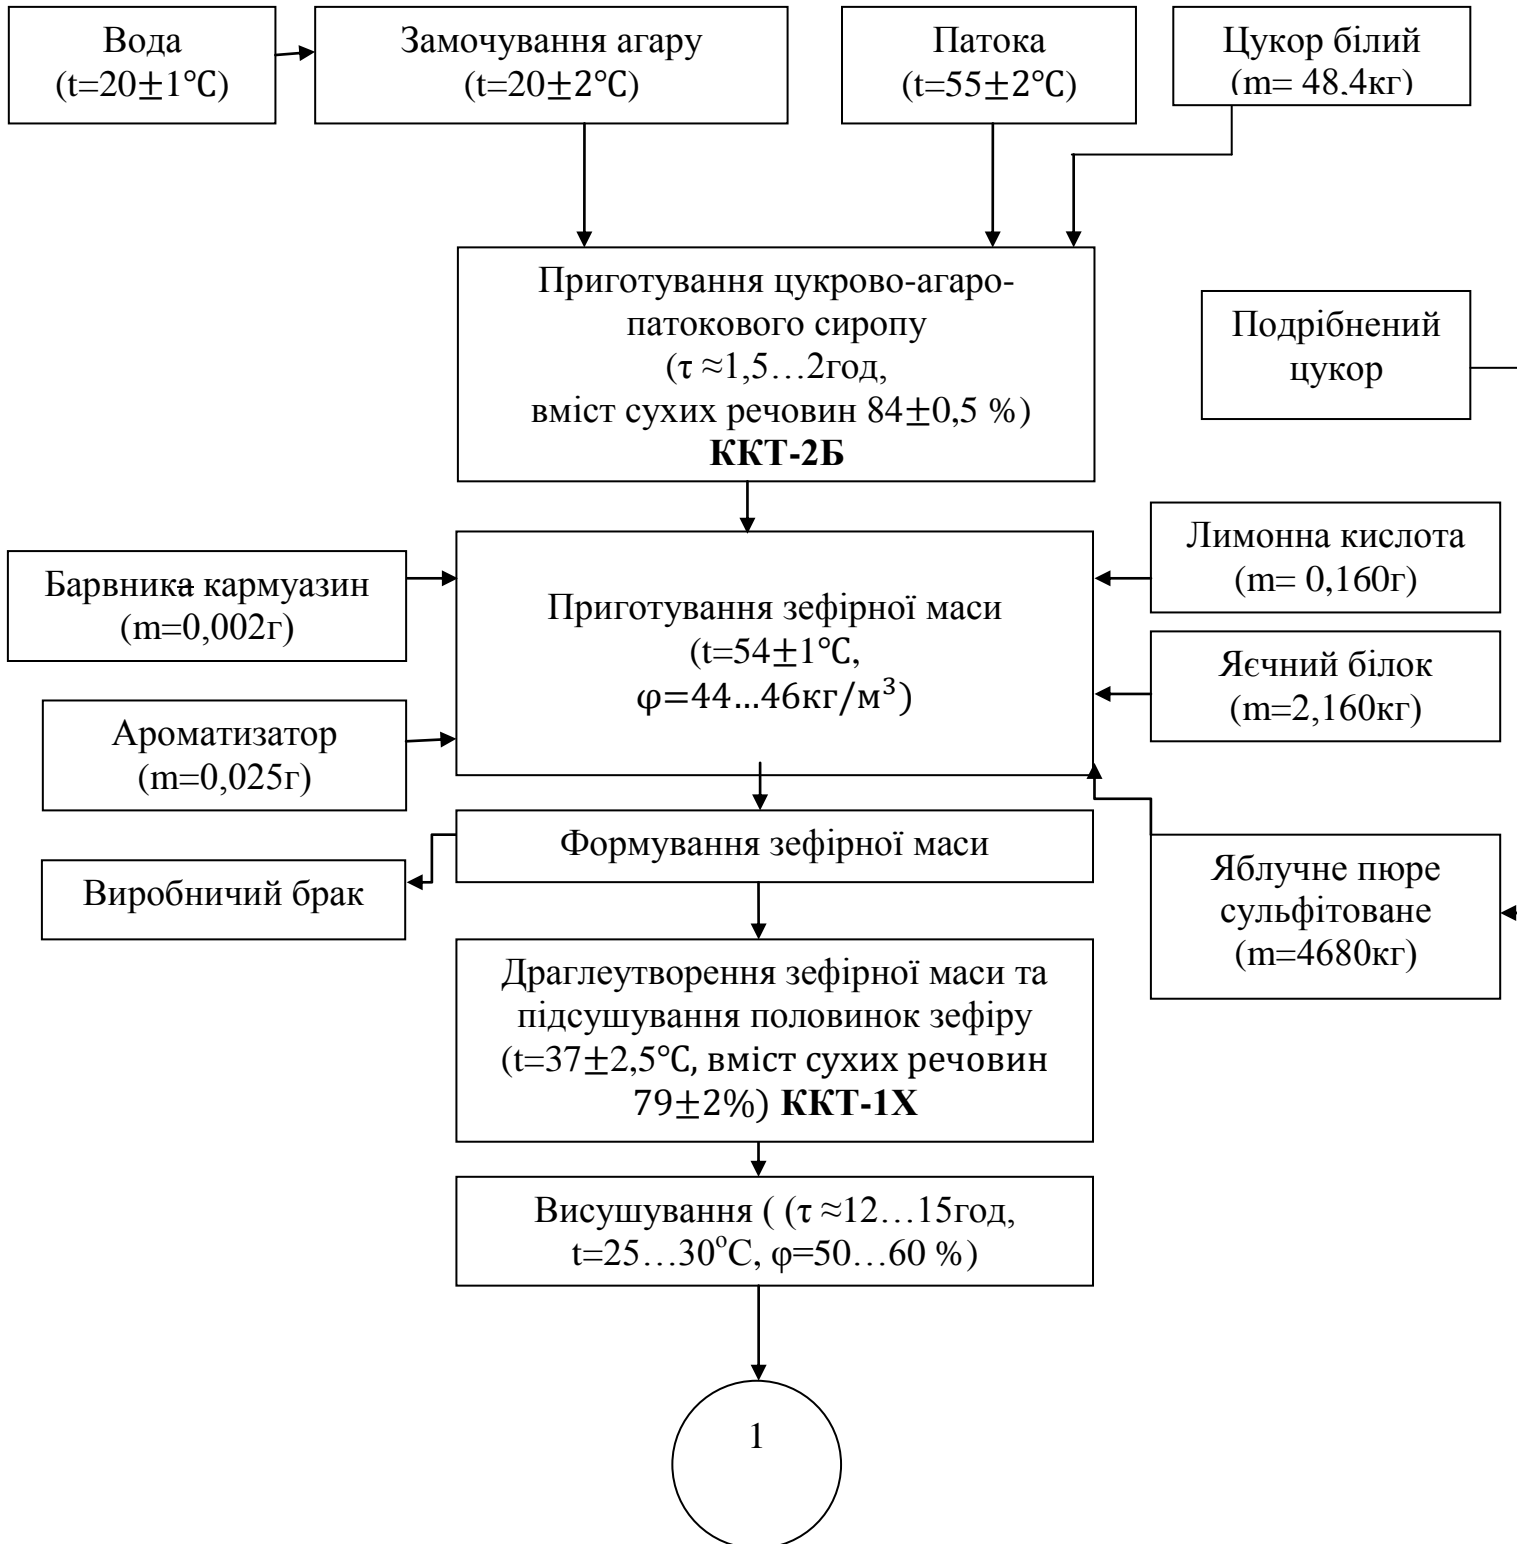 Вода
(t=20±1℃)
Замочування агару
(t=20±2℃)
Патока
(t=55±2℃)
Цукор білий
(m= 48,4кг)
Приготування цукрово-агаро-
патокового сиропу
(τ ≈1,5…2год,
вміст сухих речовин 84±0,5 %)
ККТ-2Б
Подрібнений
цукор
Барвника кармуазин
(m=0,002г)
Приготування зефірної маси
(t=54±1℃,
φ=44…46кг/м³)
Лимонна кислота
(m= 0,160г)
Яєчний білок
(m=2,160кг)
Ароматизатор
(m=0,025г)
Формування зефірної маси
Виробничий брак
Яблучне пюре
сульфітоване
(m=4680кг)
Драглеутворення зефірної маси та
підсушування половинок зефіру
(t=37±2,5℃, вміст сухих речовин
79±2%) ККТ-1Х
Висушування ( (τ ≈12…15год,
t=25…30°C, φ=50…60 %)
1